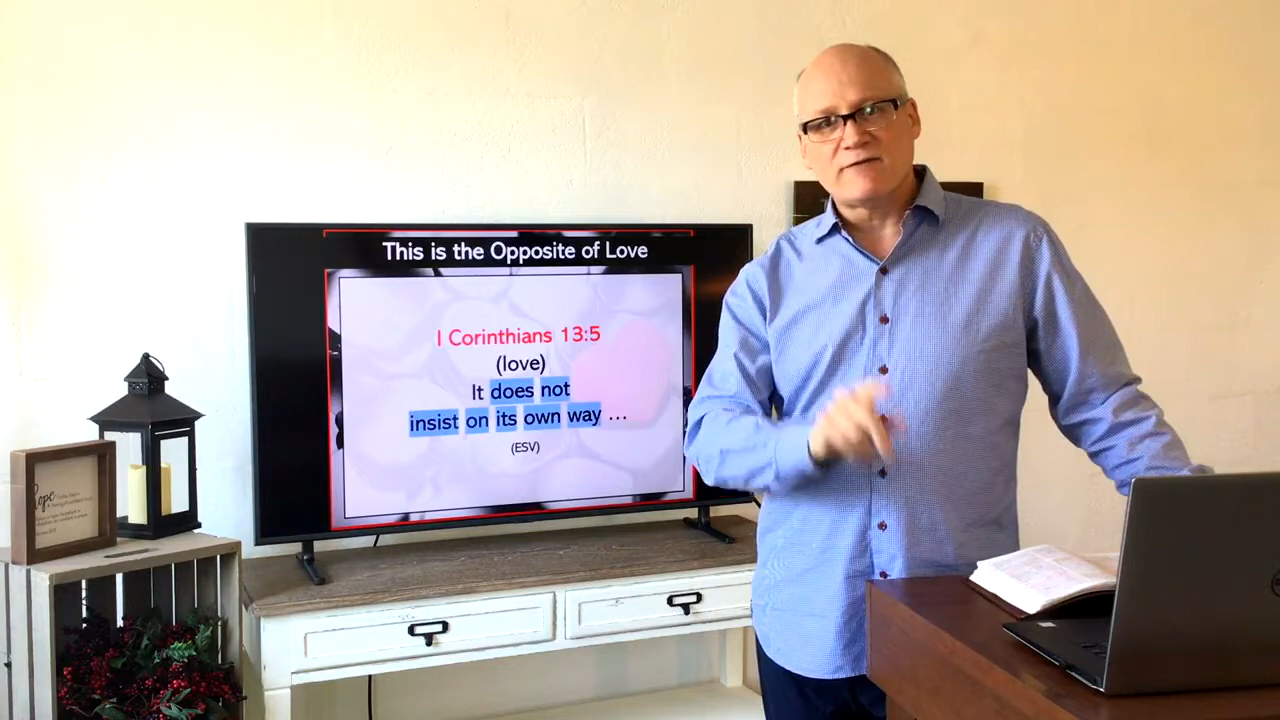 This is the Opposite of Love
I Corinthians 13:5
(love)
It does not
insist on its own way ...
(ESV)
hope